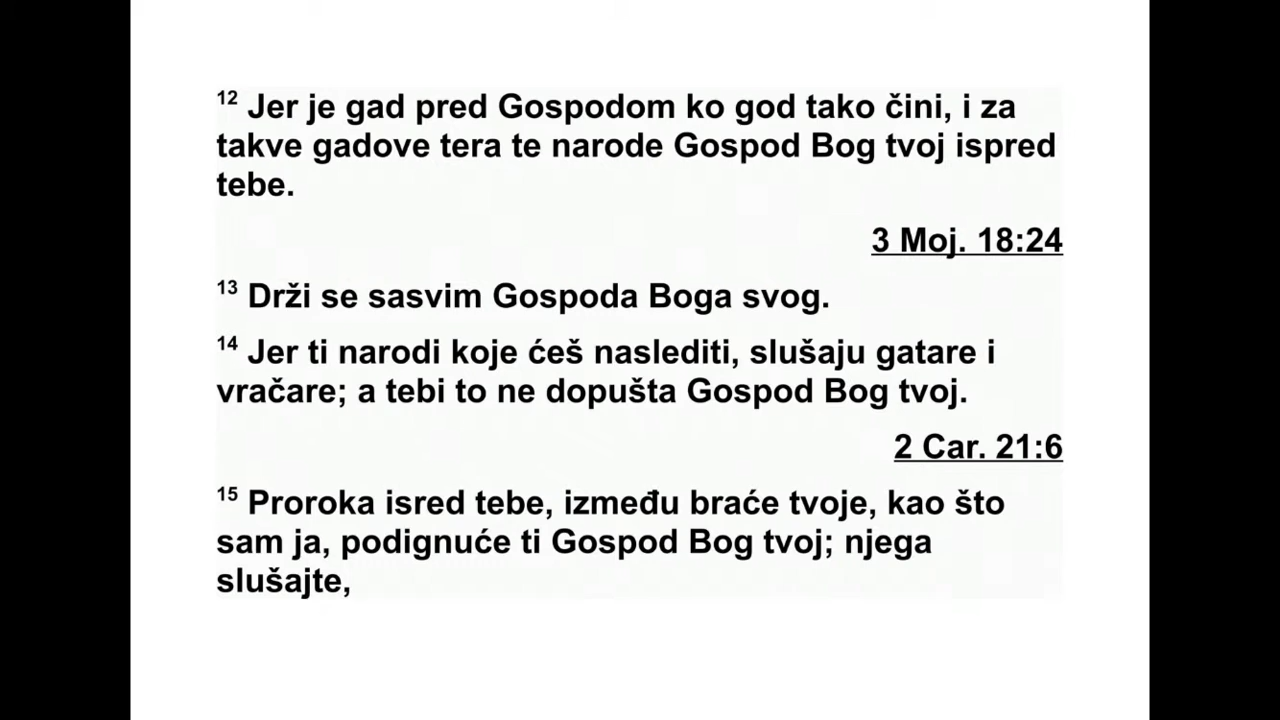 12 Jer je gad pred Gospodom ko god tako čini, i za
takve gadove tera te narode Gospod Bog tvoj ispred
tebe.
3 Moj. 18:24
13 Drži se sasvim Gospoda Boga svog.
14 Jer ti narodi koje ćeš naslediti, slušaju gatare i
vračare; a tebi to ne dopušta Gospod Bog tvoj.
2 Car. 21:6
15 Proroka isred tebe, između braće tvoje, kao što
sam ja, podignuće ti Gospod Bog tvoj; njega
slušajte,